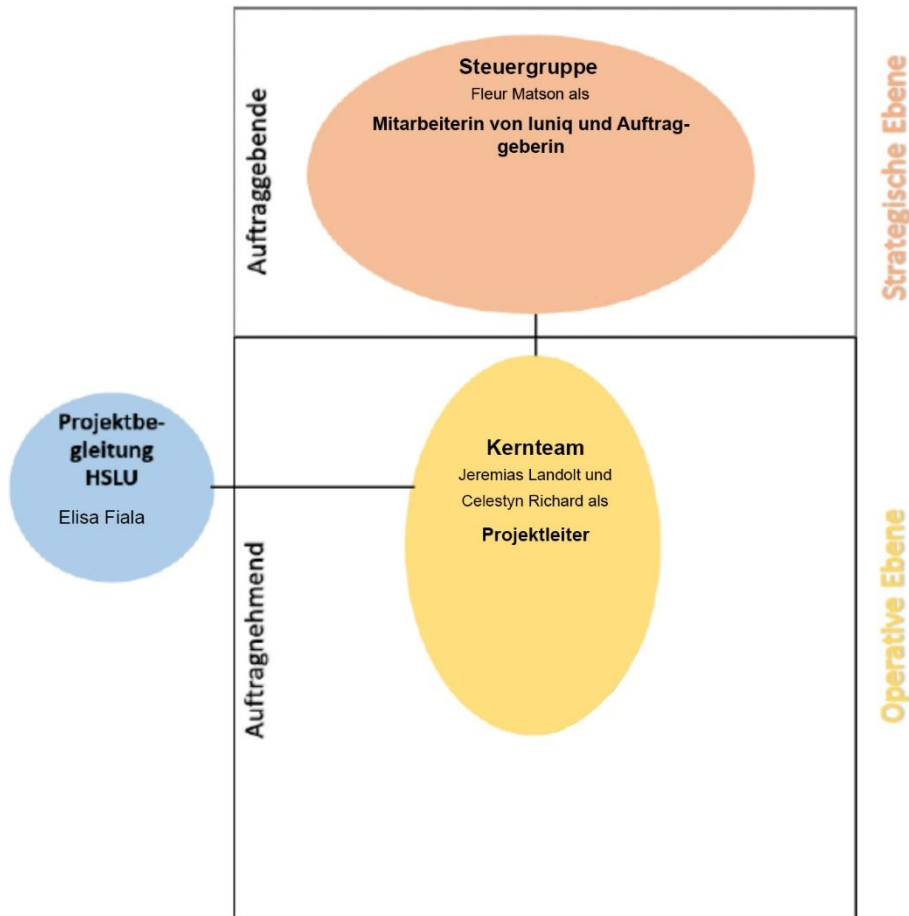 Steuergruppe
Fleur Matson als
Mitarbeiterin von Iuniq und Auftrag-
geberin
Auftraggebende
Strategische Ebene
Projektbe-
gleitung
HSLU
Elisa Fiala
Kernteam
Jeremias Landolt und
Celestyn Richard als
Projektleiter
Auftragnehmend
Operative Ebene